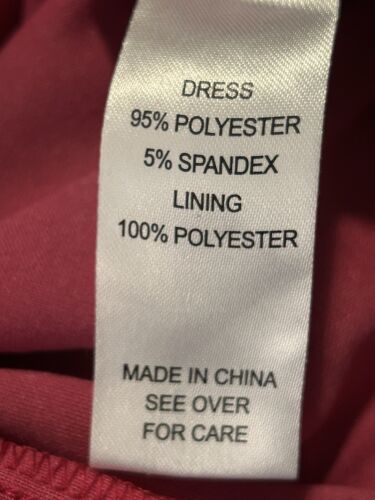 DRESS
95% POLYESTER
5% SPANDEX
LINING
100% POLYESTER
MADE IN CHINA
SEE OVER
FOR CARE